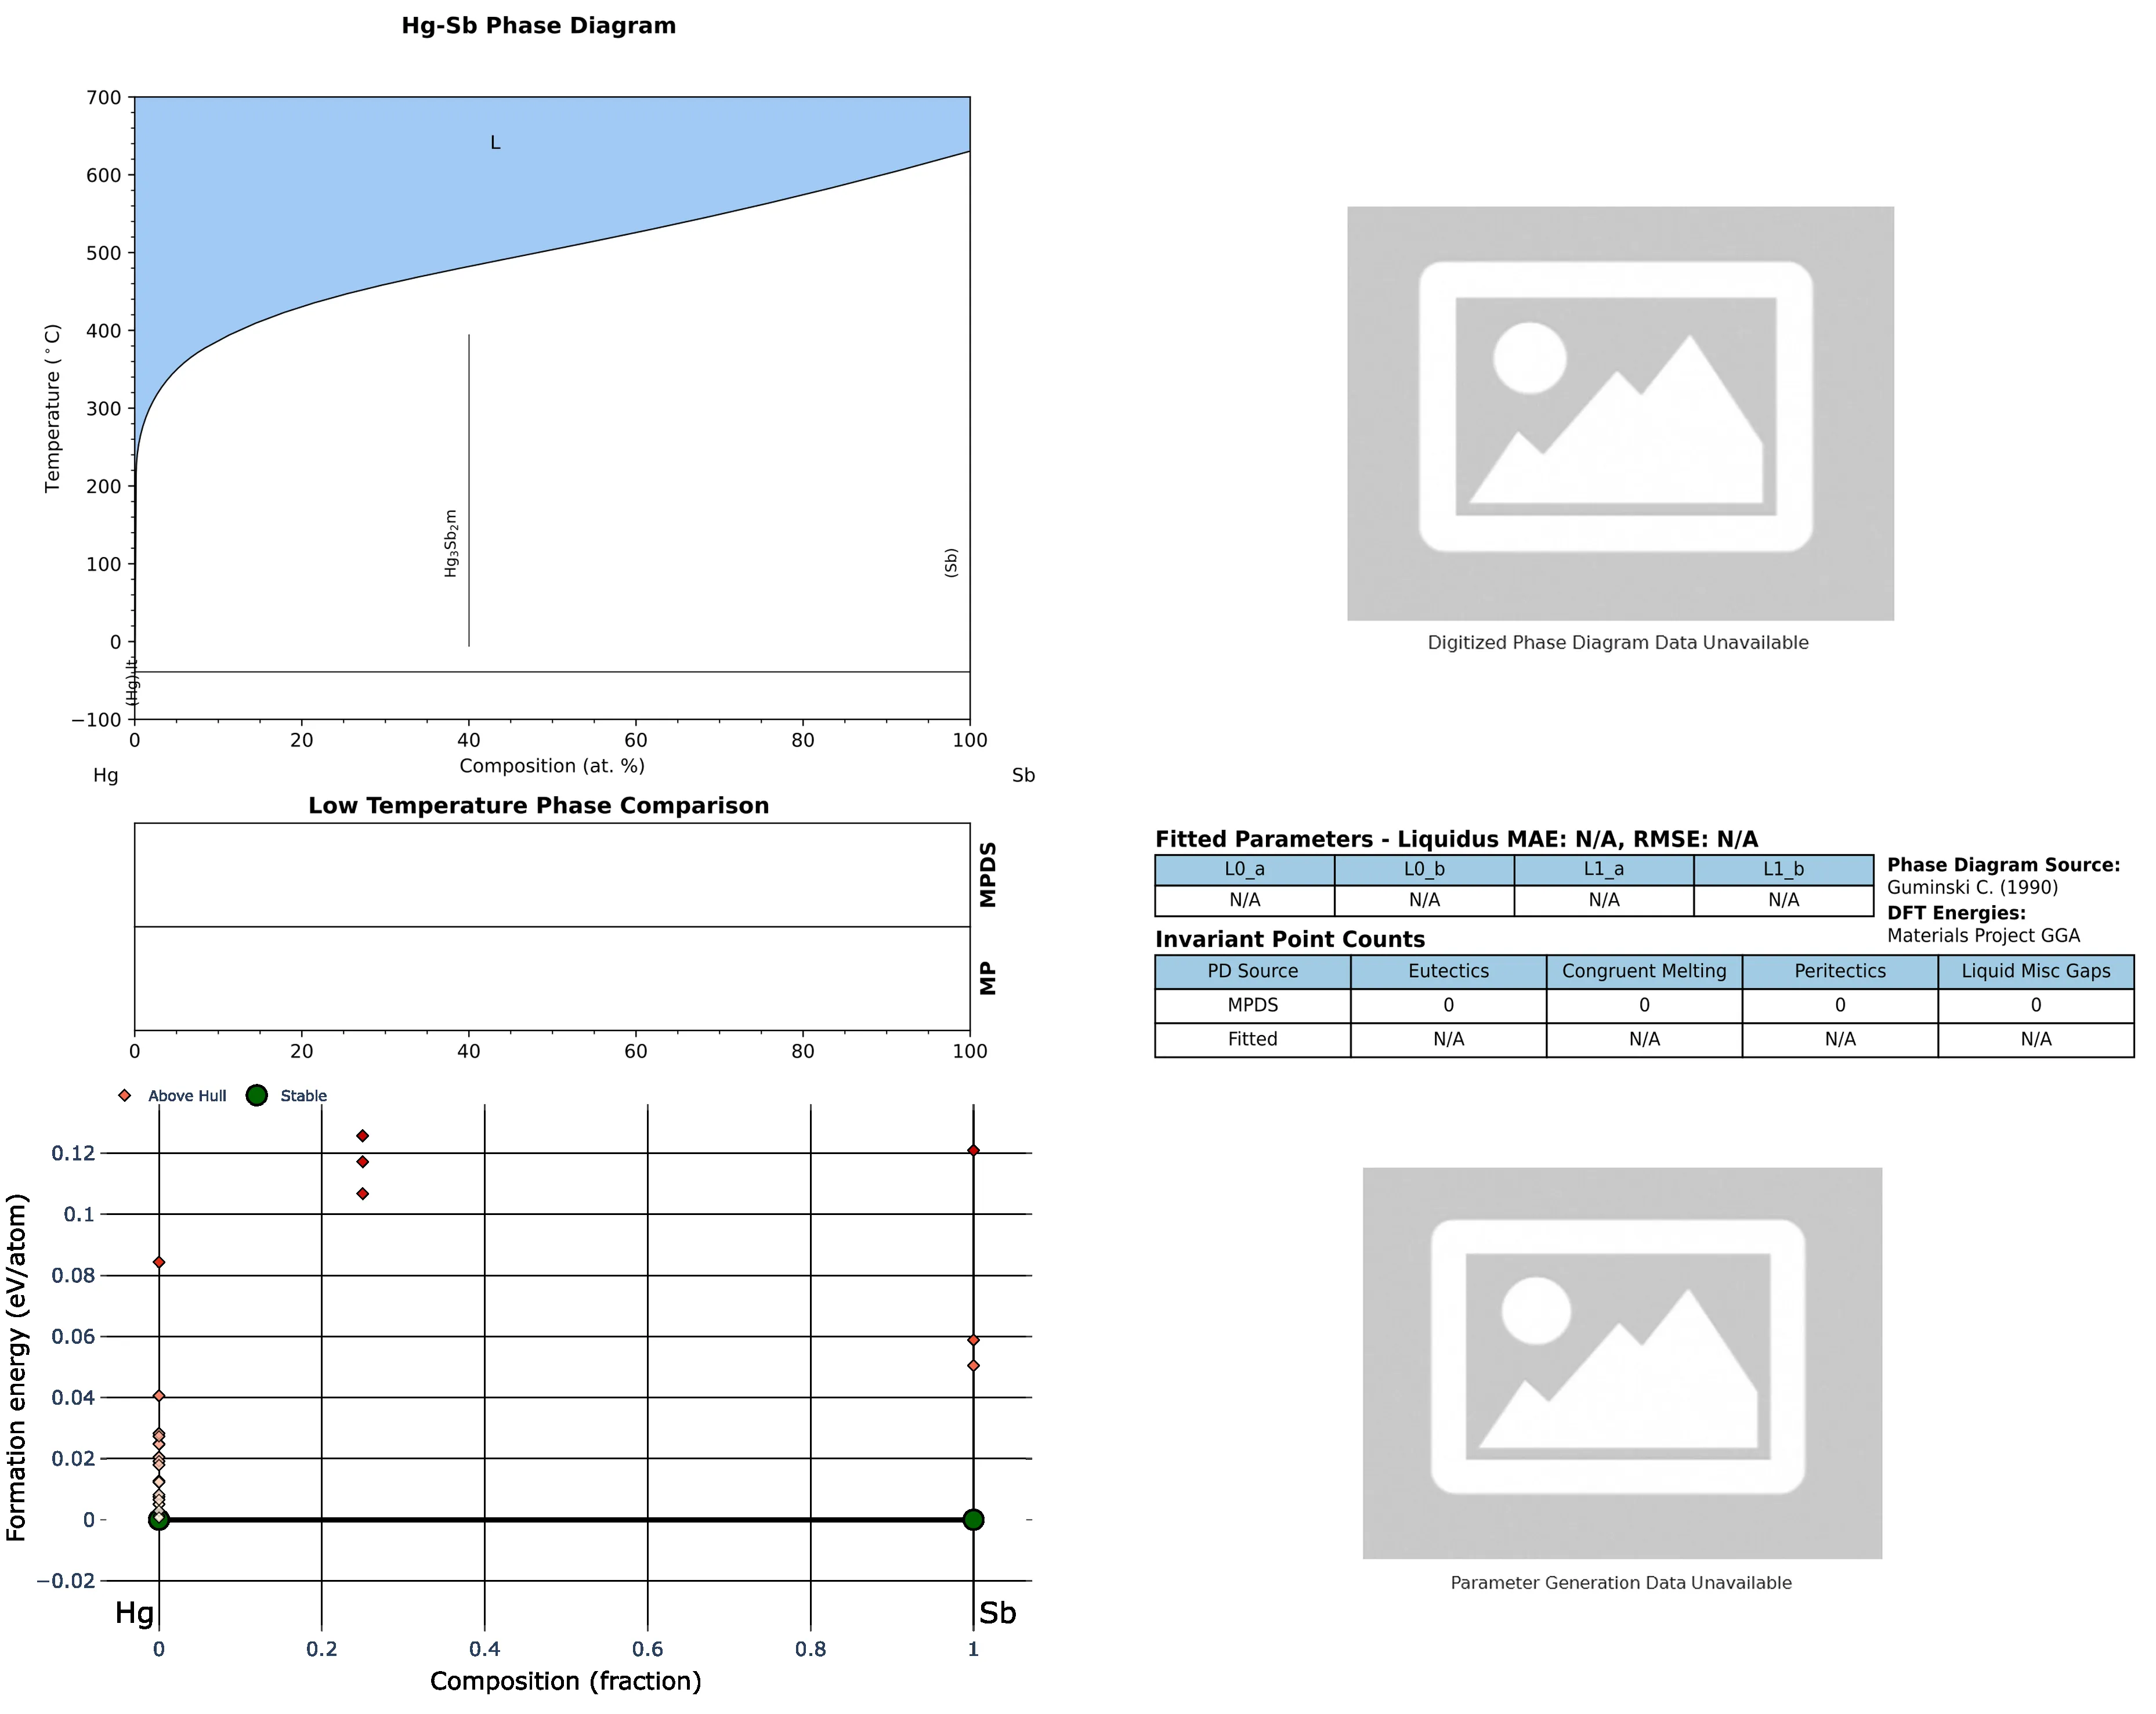 Hg-Sb Phase Diagram
700
600
500
400
300
200
100
0
−100
Temperature (°C)
L
Hg₃Sb₂m
(Sb)
(Hg) lt
0 20 40 60 80 100
Composition (at. %)
Hg Sb
Digitized Phase Diagram Data Unavailable
Low Temperature Phase Comparison
MPDS
MP
0 20 40 60 80 100
Fitted Parameters - Liquidus MAE: N/A, RMSE: N/A
L0_a L0_b L1_a L1_b
N/A N/A N/A N/A
Phase Diagram Source:
Guminski C. (1990)
DFT Energies:
Materials Project GGA
Invariant Point Counts
PD Source Eutectics Congruent Melting Peritectics Liquid Misc Gaps
MPDS 0 0 0 0
Fitted N/A N/A N/A N/A
Above Hull Stable
0.12
0.1
0.08
0.06
0.04
0.02
0
−0.02
Formation energy (eV/atom)
Hg Sb
0 0.2 0.4 0.6 0.8 1
Composition (fraction)
Parameter Generation Data Unavailable